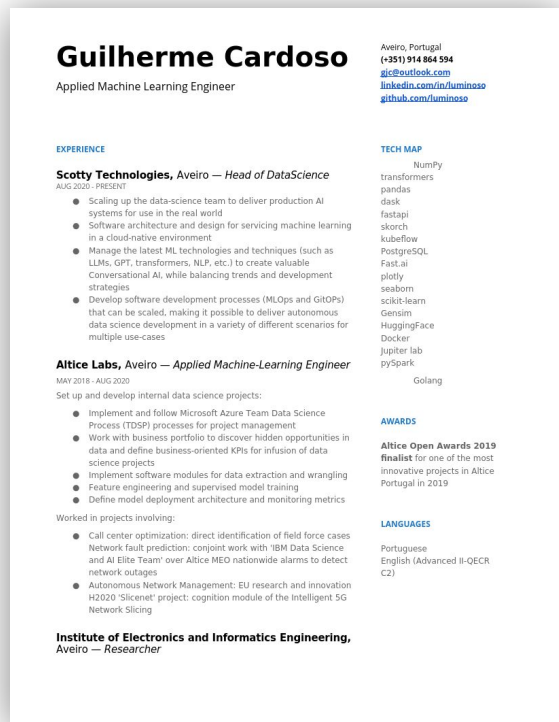 Guilherme Cardoso
Applied Machine Learning Engineer
Aveiro, Portugal
(+351) 914 864 594
gjc@outlook.com
linkedin.com/in/luminoso
github.com/luminoso
EXPERIENCE
Scotty Technologies, Aveiro — Head of DataScience
AUG 2020 - PRESENT
● Scaling up the data-science team to deliver production AI
systems for use in the real world
● Software architecture and design for servicing machine learning
in a cloud-native environment
● Manage the latest ML technologies and techniques (such as
LLMs, GPT, transformers, NLP, etc.) to create valuable
Conversational AI, while balancing trends and development
strategies
● Develop software development processes (MLOps and GitOPs)
that can be scaled, making it possible to deliver autonomous
data science development in a variety of different scenarios for
multiple use-cases
Altice Labs, Aveiro — Applied Machine-Learning Engineer
MAY 2018 - AUG 2020
Set up and develop internal data science projects:
● Implement and follow Microsoft Azure Team Data Science
Process (TDSP) processes for project management
● Work with business portfolio to discover hidden opportunities in
data and define business-oriented KPIs for infusion of data
science projects
● Implement software modules for data extraction and wrangling
● Feature engineering and supervised model training
● Define model deployment architecture and monitoring metrics
Worked in projects involving:
● Call center optimization: direct identification of field force cases
Network fault prediction: conjoint work with 'IBM Data Science
and AI Elite Team' over Altice MEO nationwide alarms to detect
network outages
● Autonomous Network Management: EU research and innovation
H2020 'Slicenet' project: cognition module of the Intelligent 5G
Network Slicing
Institute of Electronics and Informatics Engineering,
Aveiro — Researcher
TECH MAP
NumPy
transformers
pandas
dask
fastapi
skorch
kubeflow
PostgreSQL
Fast.ai
plotly
seaborn
scikit-learn
Gensim
HuggingFace
Docker
Jupiter lab
pySpark
Golang
AWARDS
Altice Open Awards 2019
finalist for one of the most
innovative projects in Altice
Portugal in 2019
LANGUAGES
Portuguese
English (Advanced II-QECR
C2)